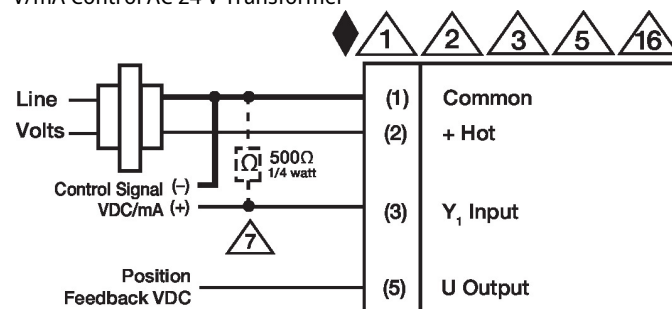 V/mA Control AC 24 V Transformer
1 2 3 5 16
Line
Volts
(1) Common
(2) + Hot
Ω 500Ω
1/4 watt
Control Signal (-)
VDC/mA (+)
(3) Y1 Input
7
Position
Feedback VDC
(5) U Output